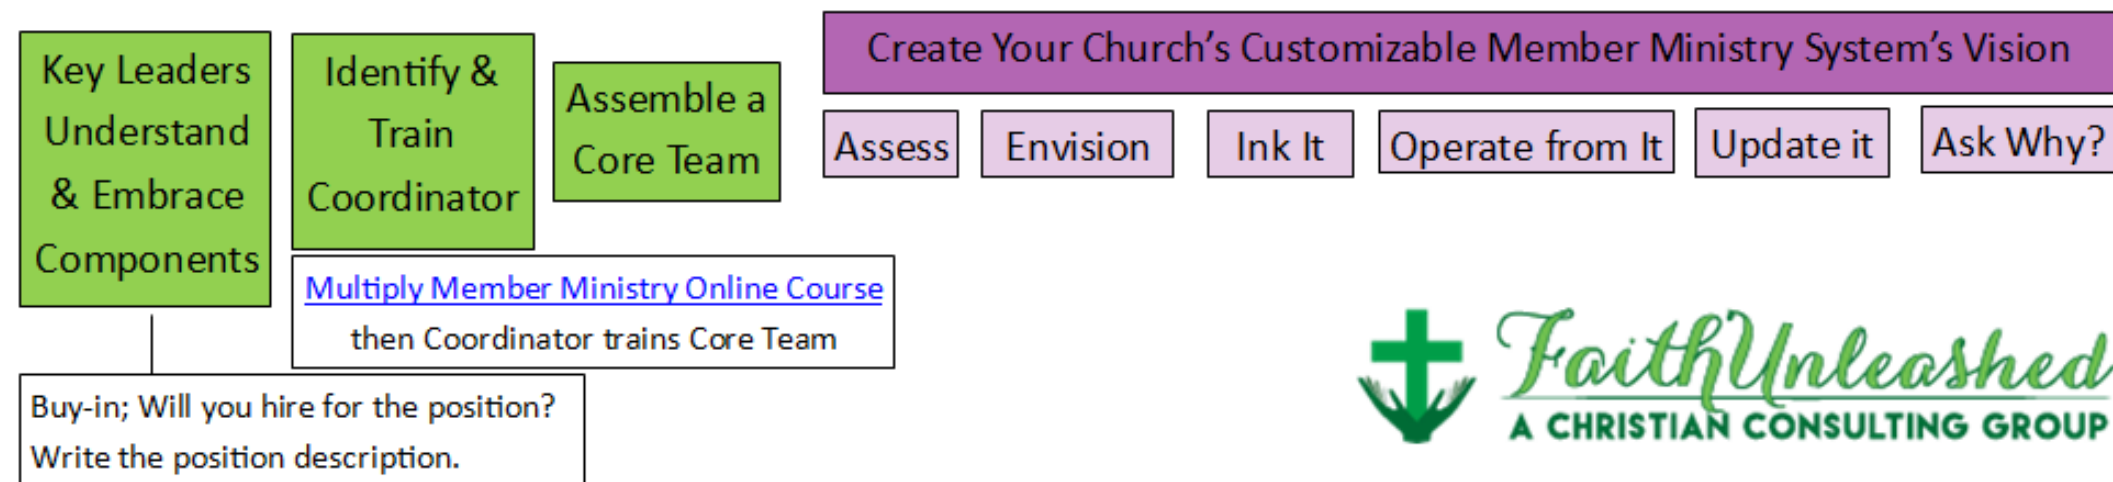 Key Leaders
Understand
& Embrace
Components
Identify &
Train
Coordinator
Assemble a
Core Team
Create Your Church’s Customizable Member Ministry System’s Vision
Assess
Envision
Ink It
Operate from It
Update it
Ask Why?
Multiply Member Ministry Online Course
then Coordinator trains Core Team
Buy-in; Will you hire for the position?
Write the position description.
FaithUnleashed
A CHRISTIAN CONSULTING GROUP